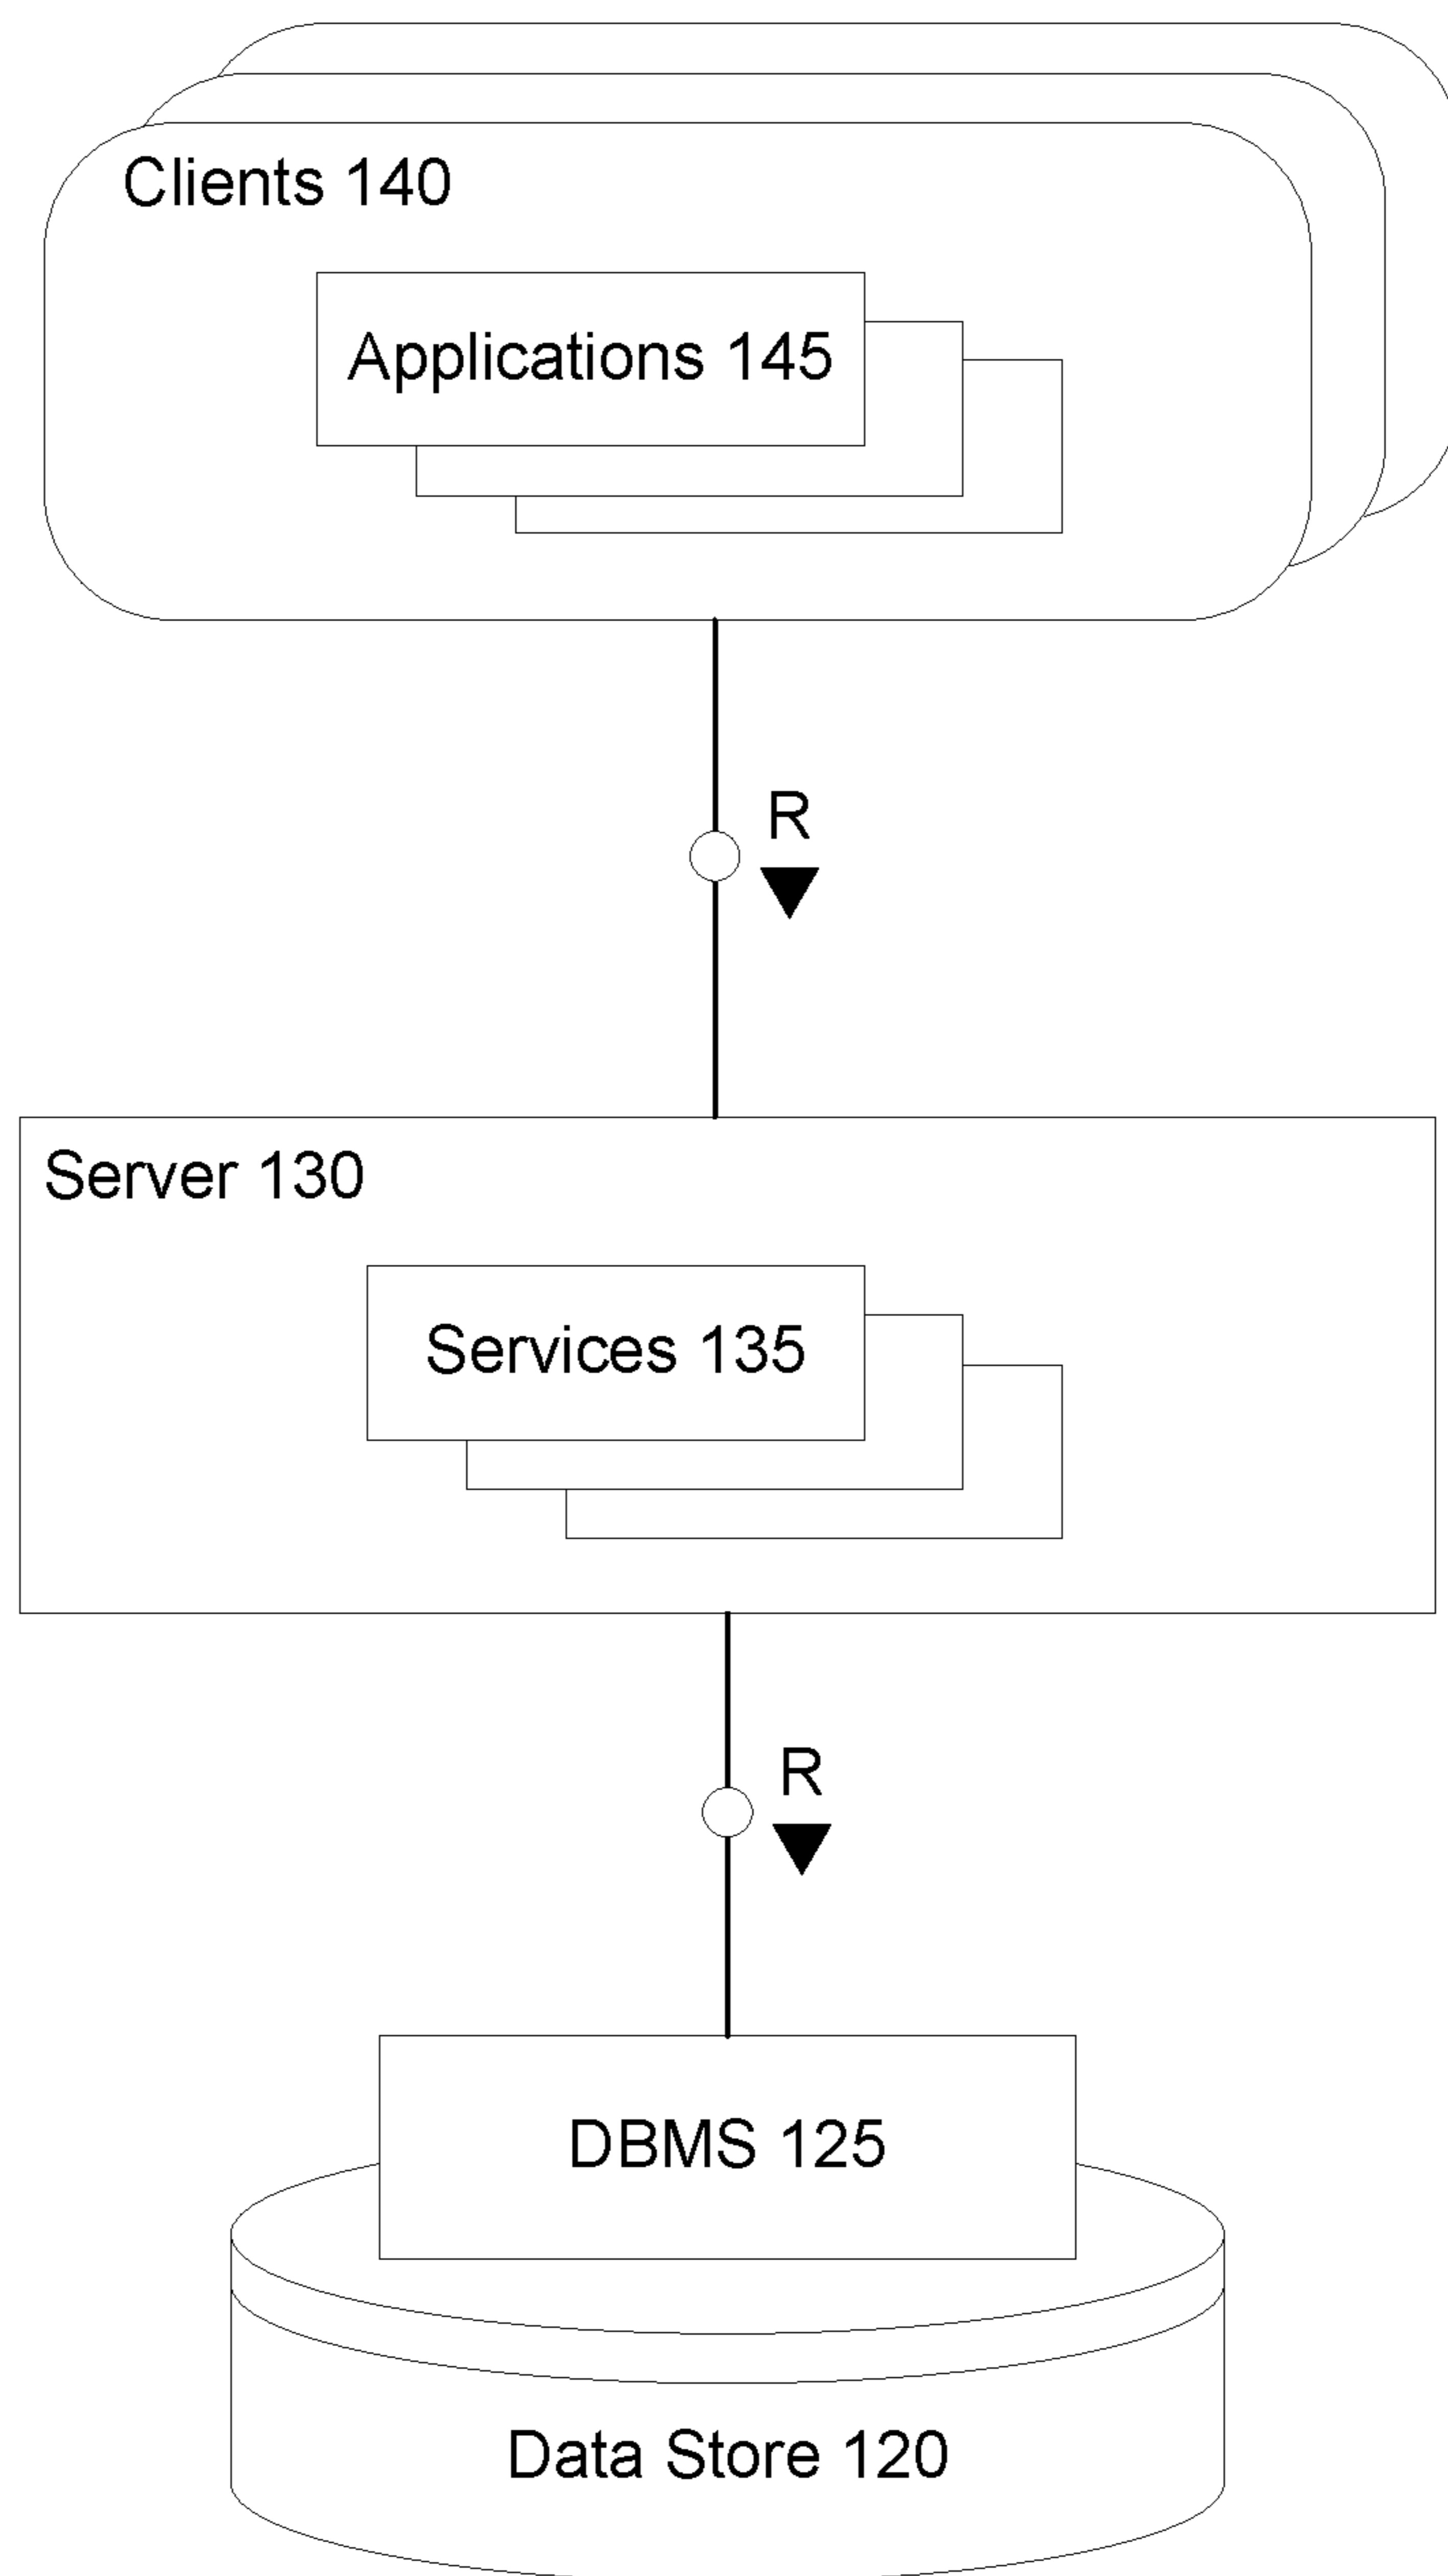 Clients 140
Applications 145
R
Server 130
Services 135
R
DBMS 125
Data Store 120